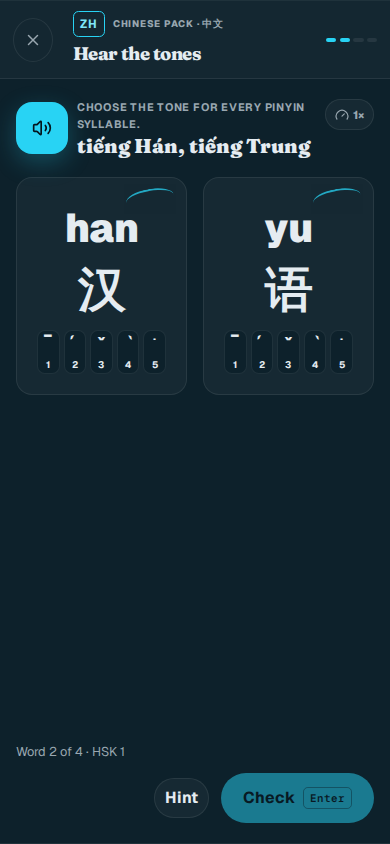 ZH CHINESE PACK · 中文
Hear the tones
CHOOSE THE TONE FOR EVERY PINYIN
SYLLABLE.
tiếng Hán, tiếng Trung
1×
han
汉
ˉ ˊ ˇ ˋ ·
1 2 3 4 5
yu
语
ˉ ˊ ˇ ˋ ·
1 2 3 4 5
Word 2 of 4 · HSK 1
Hint
Check Enter